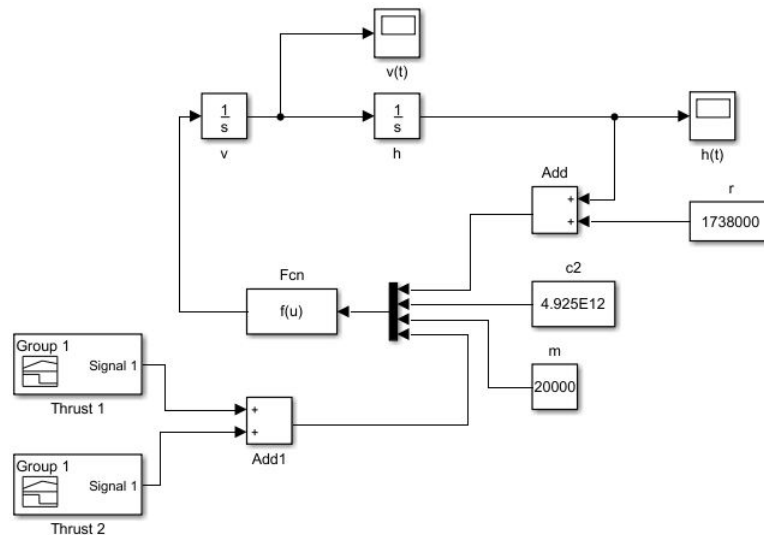 v(t)
1
s
v
1
s
h
h(t)
Add
+
+
r
1738000
Fcn
f(u)
c2
4.925E12
m
20000
Group 1
Signal 1
Thrust 1
+
+
Add1
Group 1
Signal 1
Thrust 2